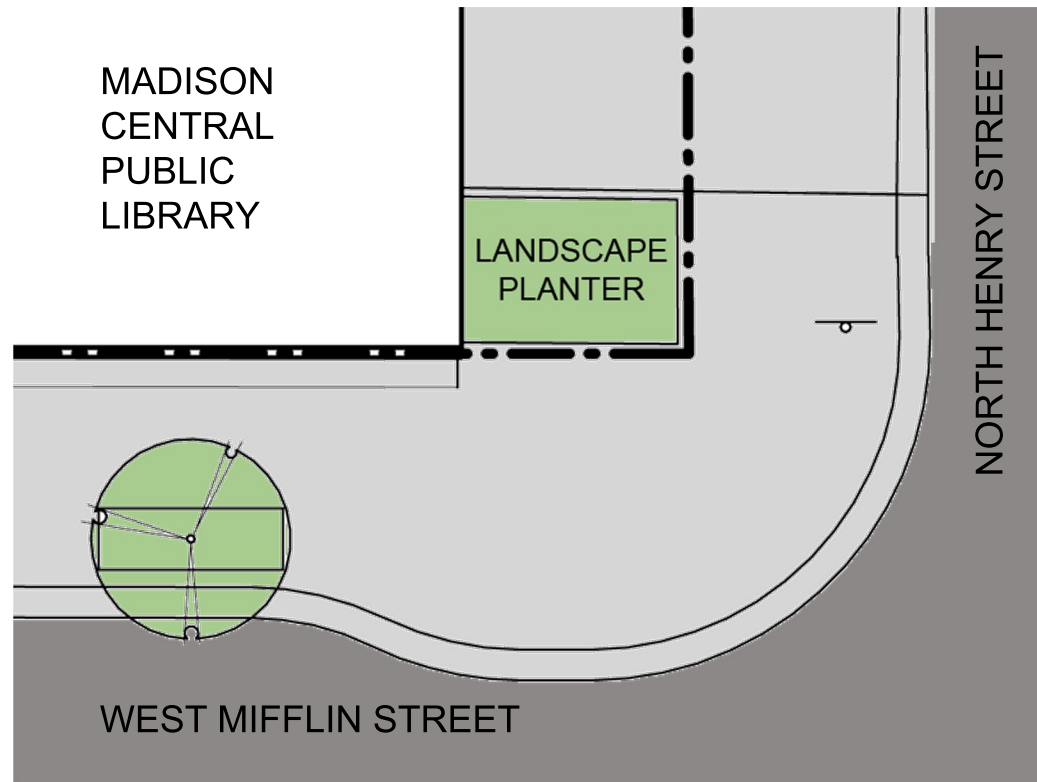 MADISON
CENTRAL
PUBLIC
LIBRARY
LANDSCAPE
PLANTER
NORTH HENRY STREET
WEST MIFFLIN STREET